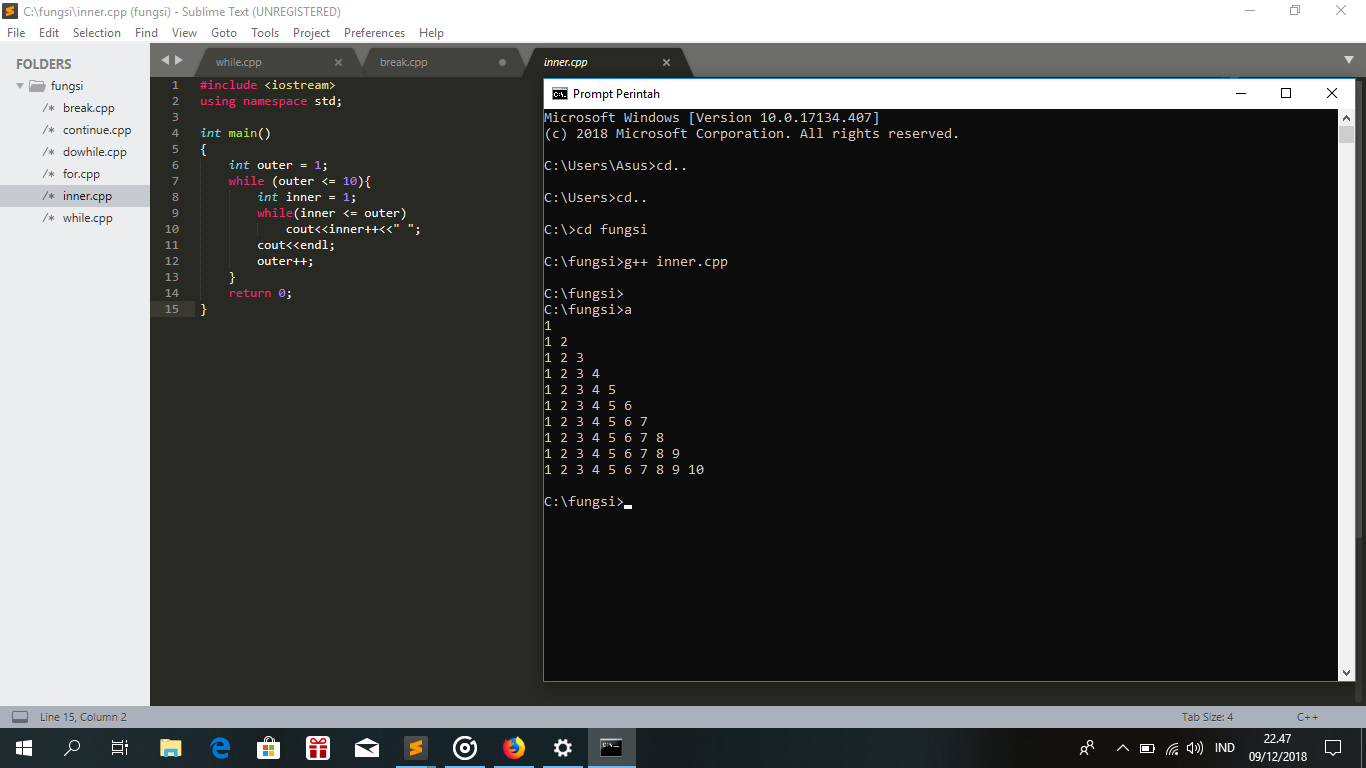 C:\fungsi\inner.cpp (fungsi) - Sublime Text (UNREGISTERED)
File Edit Selection Find View Goto Tools Project Preferences Help
FOLDERS
fungsi
/* break.cpp
/* continue.cpp
/* dowhile.cpp
/* for.cpp
/* inner.cpp
/* while.cpp
while.cpp break.cpp inner.cpp
1 #include <iostream>
2 using namespace std;
3
4 int main()
5 {
6 int outer = 1;
7 while (outer <= 10){
8 int inner = 1;
9 while(inner <= outer)
10 cout<<inner++<<" ";
11 cout<<endl;
12 outer++;
13 }
14 return 0;
15 }
Prompt Perintah
Microsoft Windows [Version 10.0.17134.407]
(c) 2018 Microsoft Corporation. All rights reserved.
C:\Users\Asus>cd..
C:\Users>cd..
C:\>cd fungsi
C:\fungsi>g++ inner.cpp
C:\fungsi>
C:\fungsi>a
1
1 2
1 2 3
1 2 3 4
1 2 3 4 5
1 2 3 4 5 6
1 2 3 4 5 6 7
1 2 3 4 5 6 7 8
1 2 3 4 5 6 7 8 9
1 2 3 4 5 6 7 8 9 10
C:\fungsi>
Line 15, Column 2 Tab Size: 4 C++
IND
22.47
09/12/2018